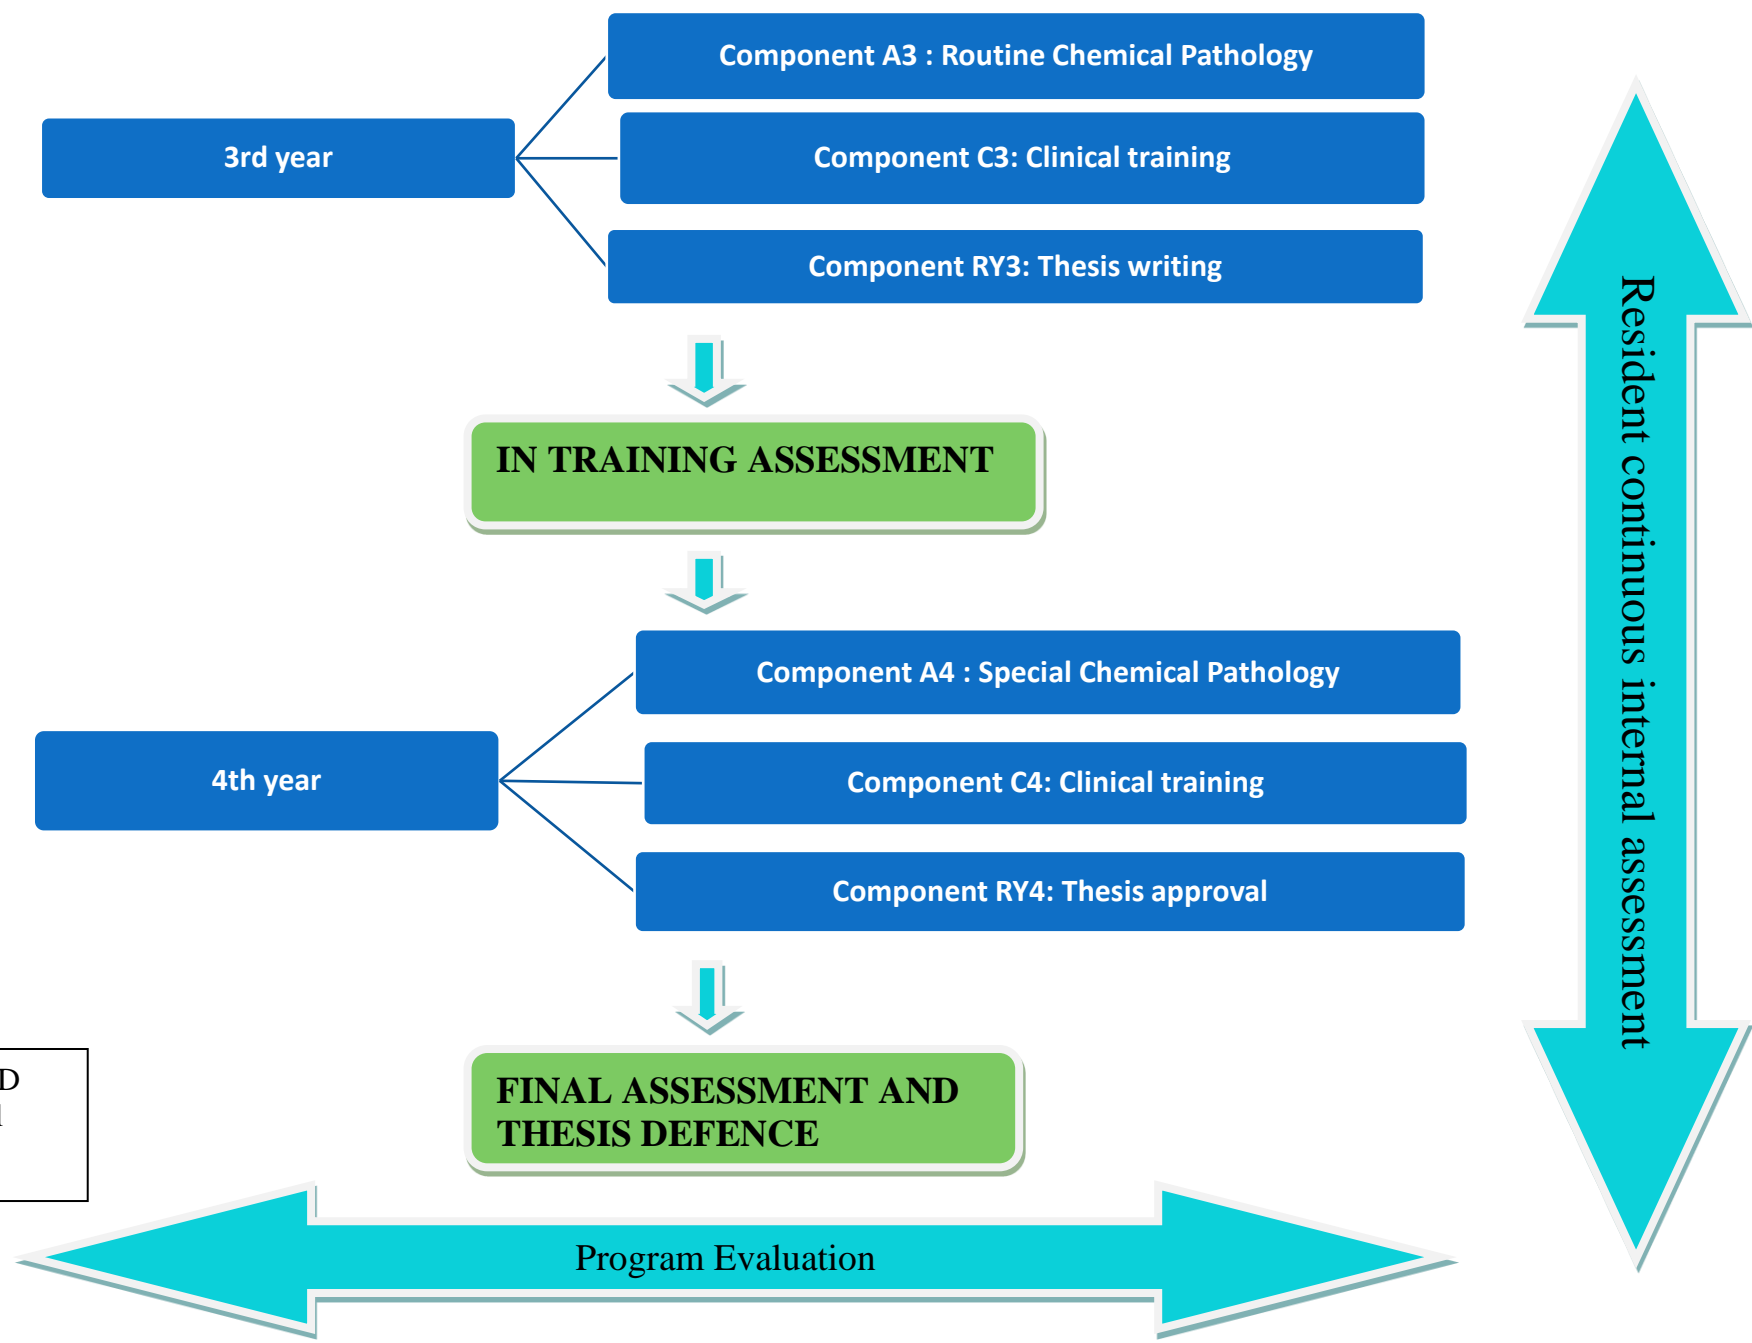 Component A3 : Routine Chemical Pathology
3rd year
Component C3: Clinical training
Component RY3: Thesis writing
IN TRAINING ASSESSMENT
Component A4 : Special Chemical Pathology
4th year
Component C4: Clinical training
Component RY4: Thesis approval
FINAL ASSESSMENT AND
THESIS DEFENCE
Program Evaluation
Resident continuous internal assessment